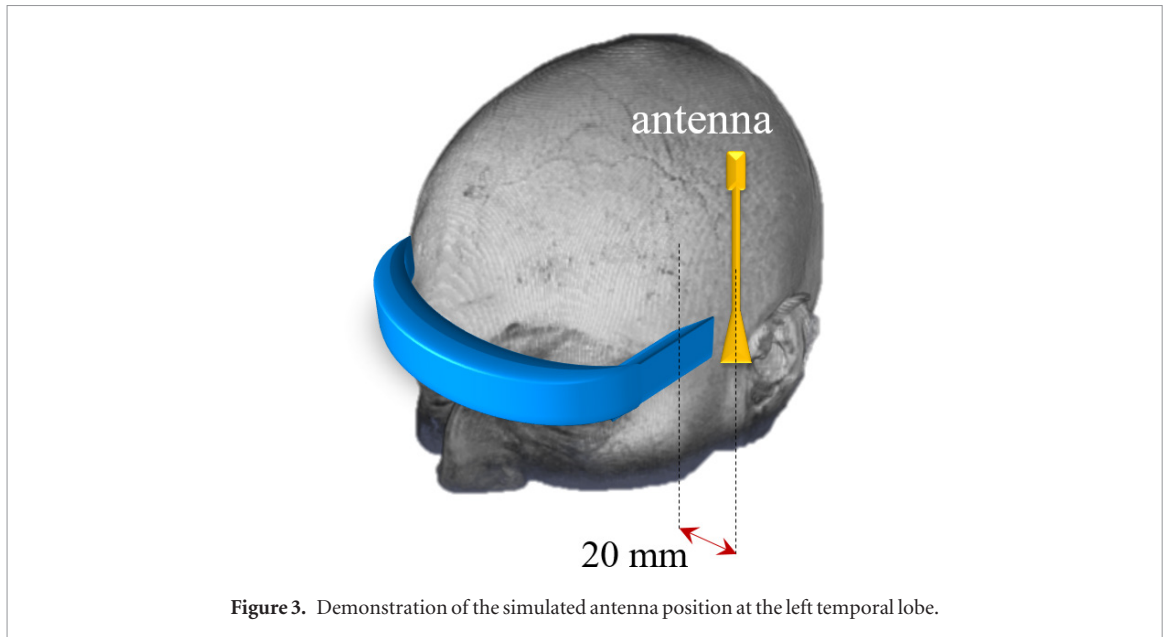 antenna
20 mm
Figure 3. Demonstration of the simulated antenna position at the left temporal lobe.